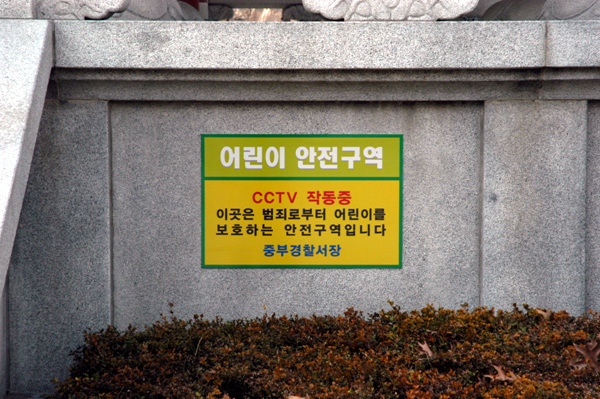 어린이 안전구역
CCTV 작동중
이곳은 범죄로부터 어린이를
보호하는 안전구역입니다
중부경찰서장